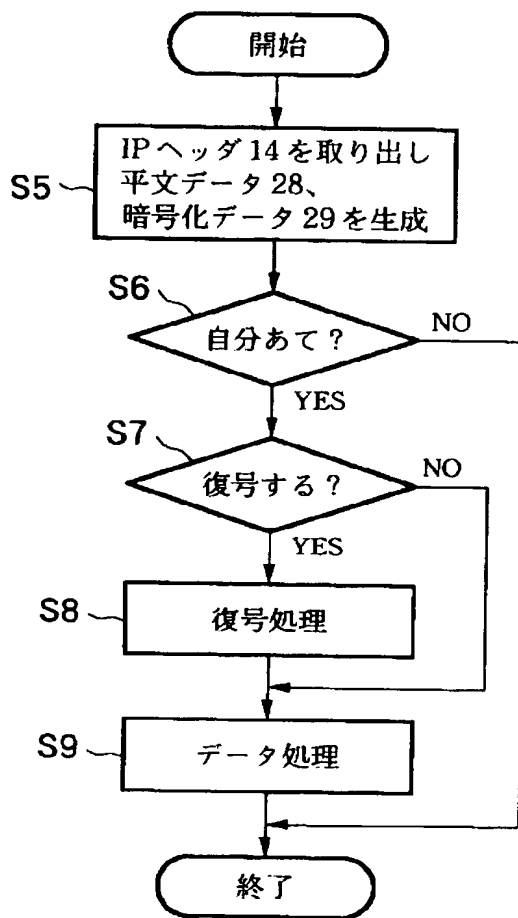 開始
S5
IPヘッダ14を取り出し
平文データ28、
暗号化データ29を生成
S6
自分あて？
NO
YES
S7
復号する？
NO
YES
S8
復号処理
S9
データ処理
終了